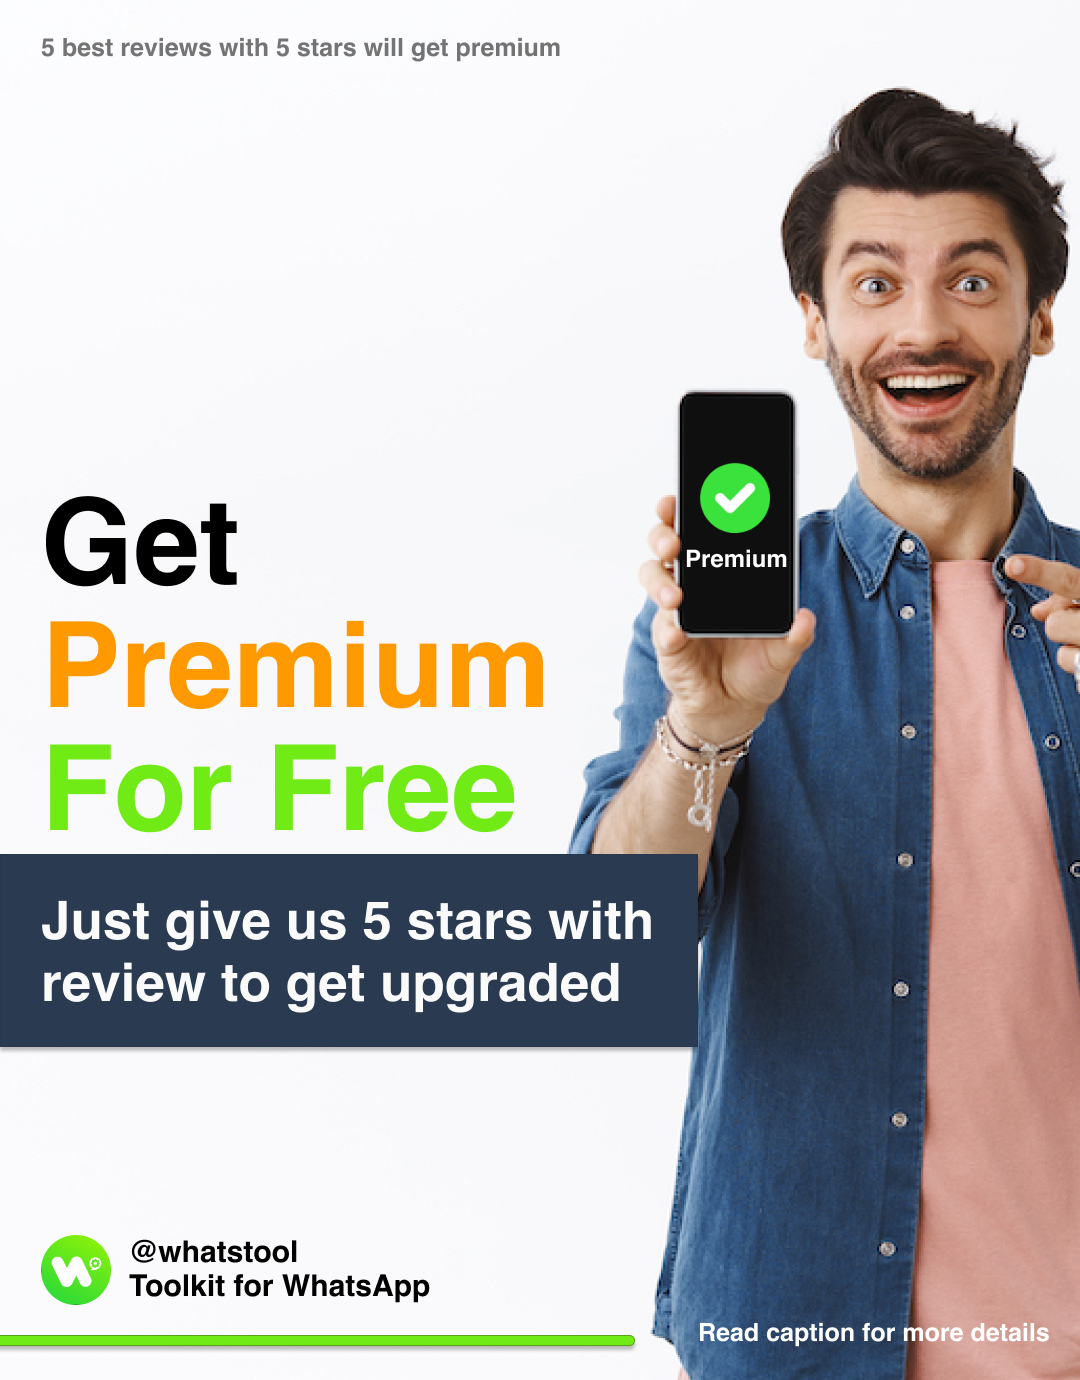 5 best reviews with 5 stars will get premium
Premium
Get
Premium
For Free
Just give us 5 stars with
review to get upgraded
@whatstool
Toolkit for WhatsApp
Read caption for more details